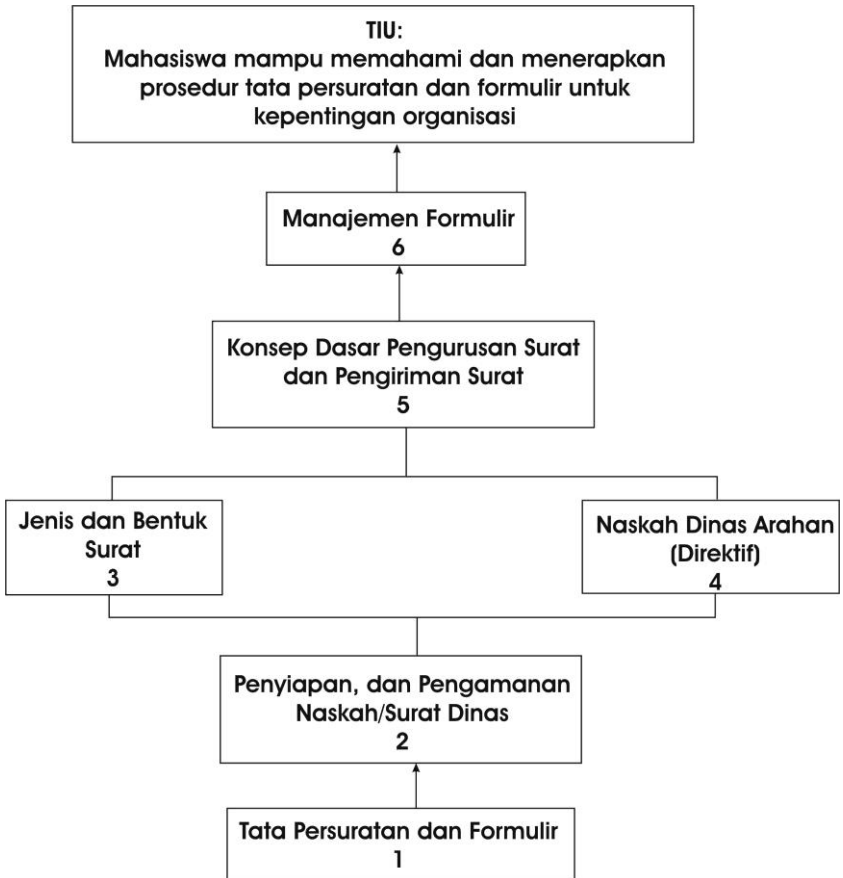 TIU:
Mahasiswa mampu memahami dan menerapkan
prosedur tata persuratan dan formulir untuk
kepentingan organisasi
Manajemen Formulir
6
Konsep Dasar Pengurusan Surat
dan Pengiriman Surat
5
Jenis dan Bentuk
Surat
3
Naskah Dinas Arahan
(Direktif)
4
Penyiapan, dan Pengamanan
Naskah/Surat Dinas
2
Tata Persuratan dan Formulir
1